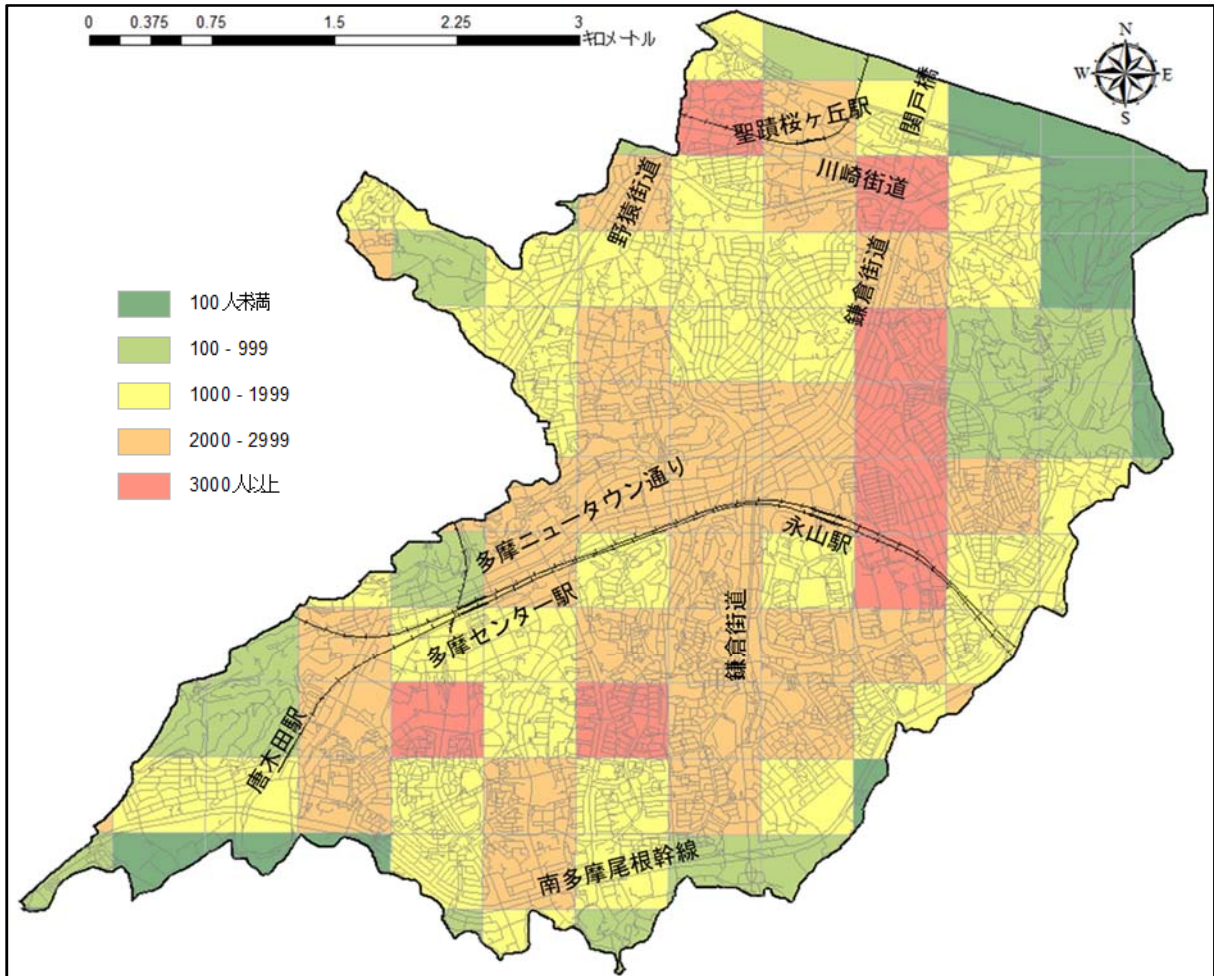 0 0.375 0.75 1.5 2.25 3
キロメートル
N
W E
S
関戸橋
聖蹟桜ヶ丘駅
川崎街道
野猿街道
鎌倉街道
100人未満
100 - 999
1000 - 1999
2000 - 2999
3000人以上
多摩ニュータウン通り
永山駅
多摩センター駅
鎌倉街道
唐木田駅
南多摩尾根幹線